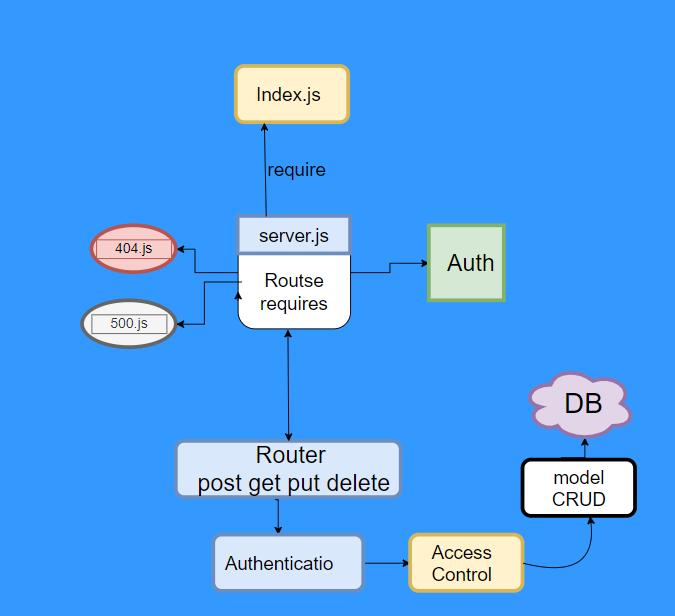 Index.js
require
server.js
404.js
Routse
requires
Auth
500.js
DB
Router
post get put delete
model
CRUD
Authenticatio
Access
Control